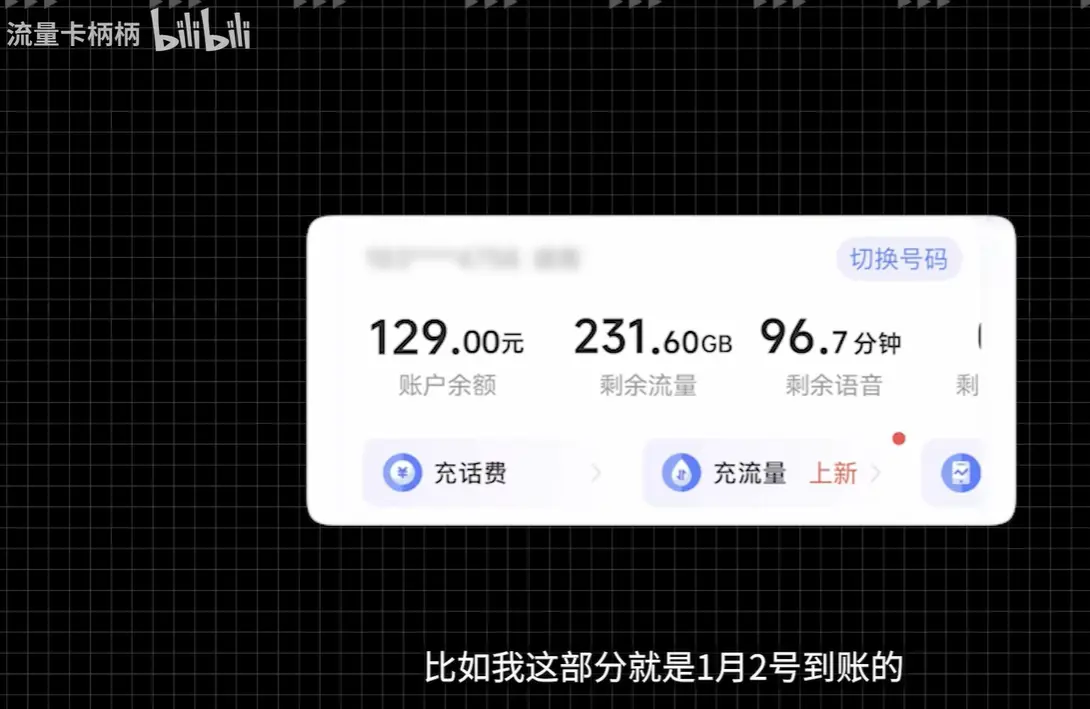 流量卡柄柄 bilibili
切换号码
129.00元 231.60GB 96.7分钟
账户余额 剩余流量 剩余语音 剩
充话费 充流量 上新
比如我这部分就是1月2号到账的